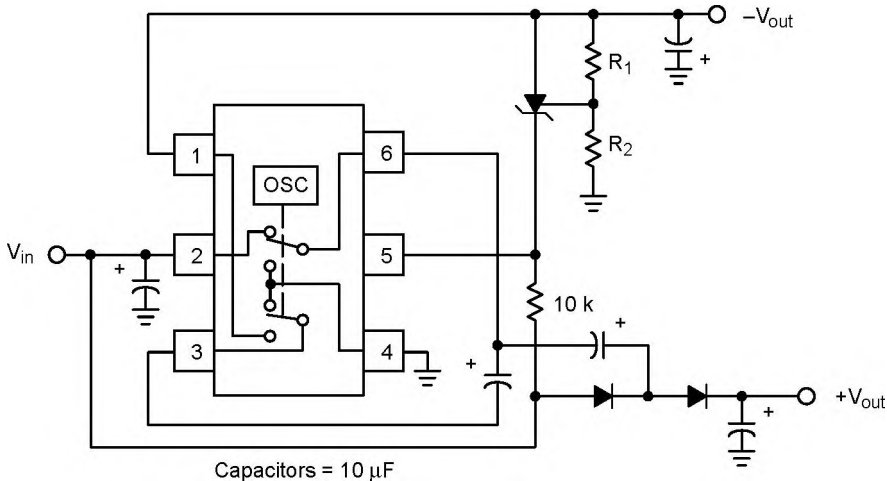 −Vout
R1
+
R2
1
6
OSC
Vin
2
5
+
10 k
+
3
4
+
+Vout
+
Capacitors = 10 μF